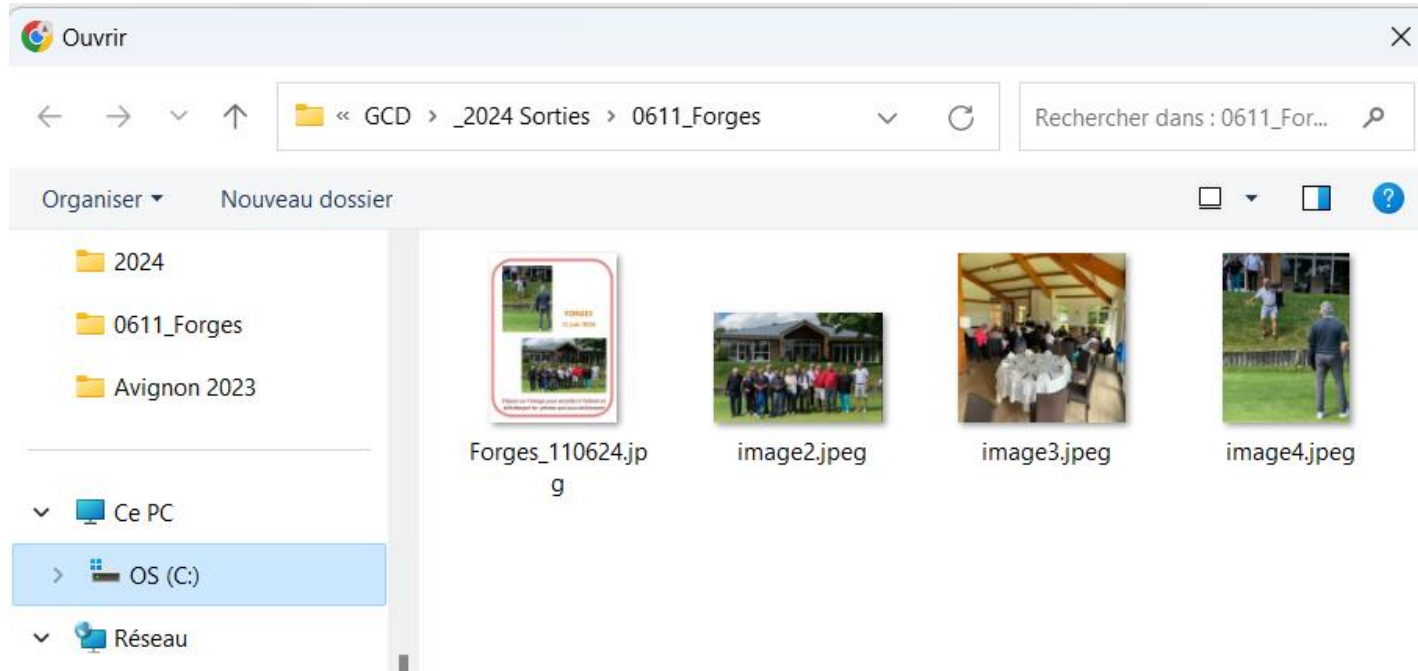 Ouvrir
« GCD > _2024 Sorties > 0611_Forges
Rechercher dans : 0611_For...
Organiser Nouveau dossier
2024
0611_Forges
Avignon 2023
Ce PC
OS (C:)
Réseau
FORGES
Forges_110624.jp
g
image2.jpeg
image3.jpeg
image4.jpeg